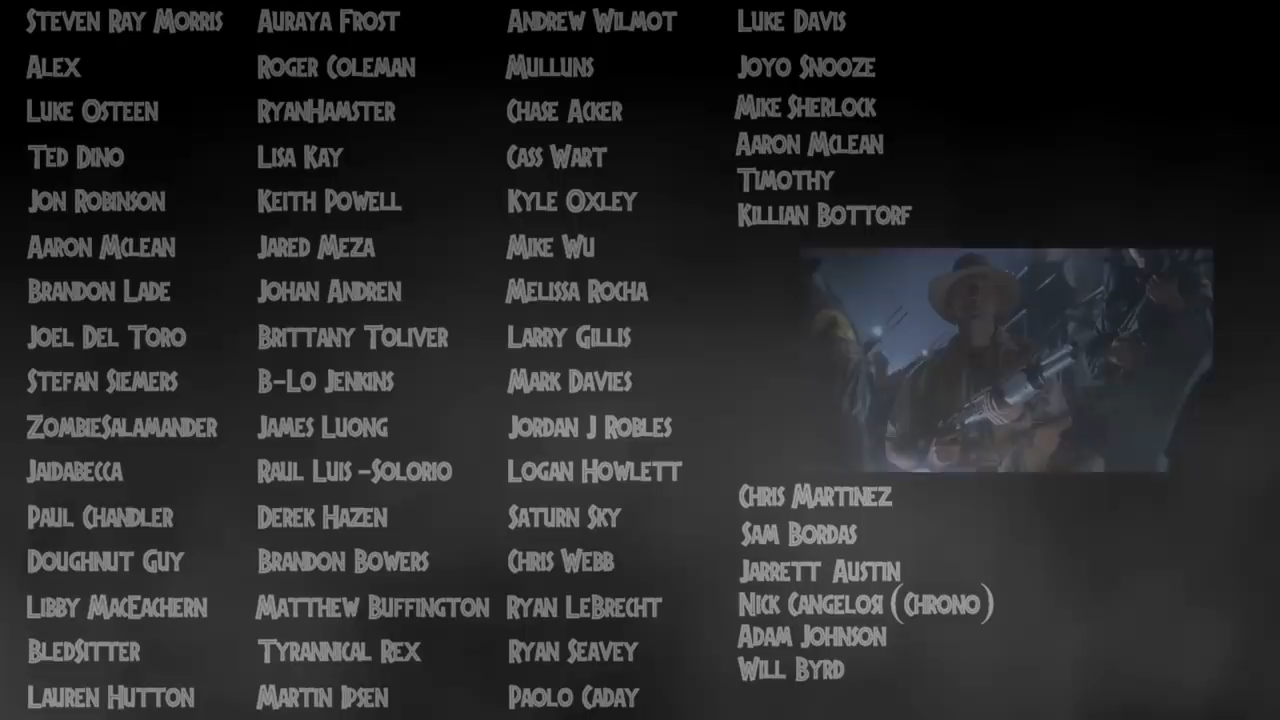 Steven Ray Morris
Alex
Luke Osteen
Ted Dino
Jon Robinson
Aaron Mclean
Brandon Lade
Joel Del Toro
Stefan Siemers
ZombieSalamander
Jaidabecca
Paul Chandler
Doughnut Guy
Libby MacEachern
BledSitter
Lauren Hutton
Auraya Frost
Roger Coleman
RyanHamster
Lisa Kay
Keith Powell
Jared Meza
Johan Andren
Brittany Toliver
B-Lo Jenkins
James Luong
Raul Luis -Solorio
Derek Hazen
Brandon Bowers
Matthew Buffington
Tyrannical Rex
Martin Ipsen
Andrew Wilmot
Mulluns
Chase Acker
Cass Wart
Kyle Oxley
Mike Wu
Melissa Rocha
Larry Gillis
Mark Davies
Jordan J Robles
Logan Howlett
Saturn Sky
Chris Webb
Ryan LeBrecht
Ryan Seavey
Paolo Caday
Luke Davis
Joyo Snooze
Mike Sherlock
Aaron Mclean
Timothy
Killian Bottorf
Chris Martinez
Sam Bordas
Jarrett Austin
Nick Cangelosi (Chrono)
Adam Johnson
Will Byrd